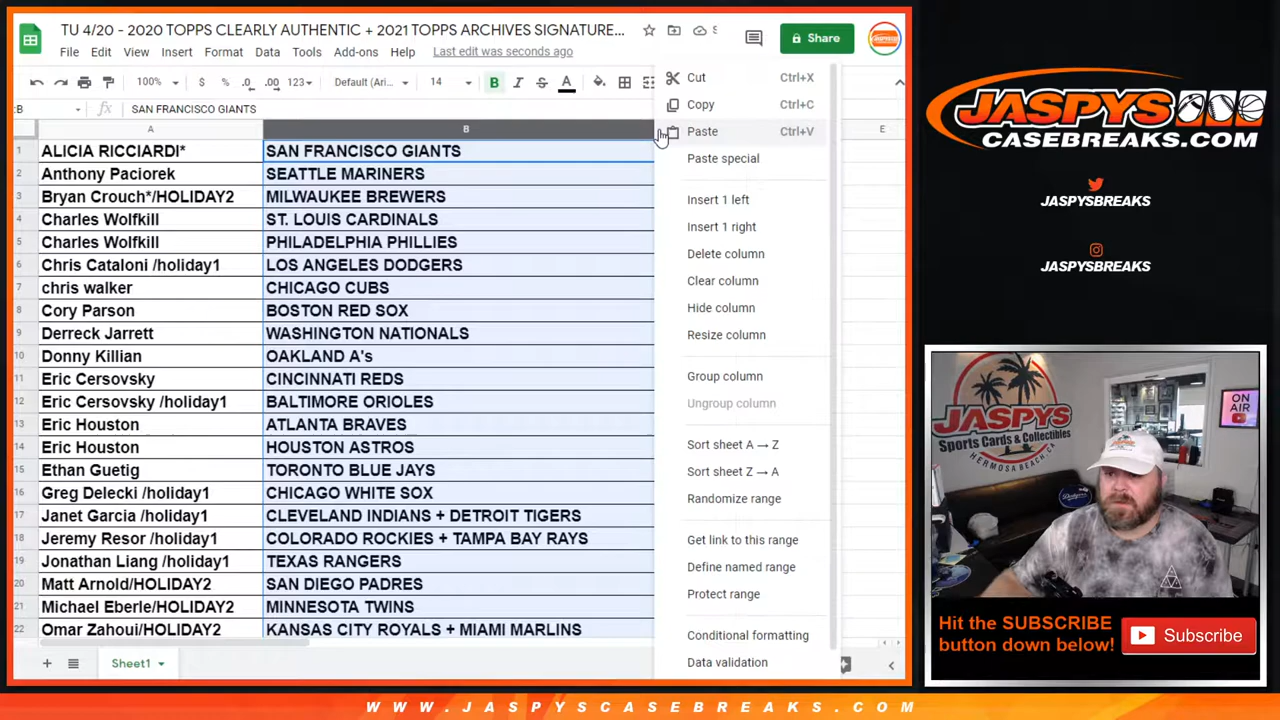 TU 4/20 - 2020 TOPPS CLEARLY AUTHENTIC + 2021 TOPPS ARCHIVES SIGNATURE...
File Edit View Insert Format Data Tools Add-ons Help Last edit was seconds ago
Share
100% $ % .0 .00 123 Default (Ari... 14 B I S A
:B fx SAN FRANCISCO GIANTS
A B E
1 ALICIA RICCIARDI* SAN FRANCISCO GIANTS
2 Anthony Paciorek SEATTLE MARINERS
3 Bryan Crouch*/HOLIDAY2 MILWAUKEE BREWERS
4 Charles Wolfkill ST. LOUIS CARDINALS
5 Charles Wolfkill PHILADELPHIA PHILLIES
6 Chris Cataloni /holiday1 LOS ANGELES DODGERS
7 chris walker CHICAGO CUBS
8 Cory Parson BOSTON RED SOX
9 Derreck Jarrett WASHINGTON NATIONALS
10 Donny Killian OAKLAND A's
11 Eric Cersovsky CINCINNATI REDS
12 Eric Cersovsky /holiday1 BALTIMORE ORIOLES
13 Eric Houston ATLANTA BRAVES
14 Eric Houston HOUSTON ASTROS
15 Ethan Guetig TORONTO BLUE JAYS
16 Greg Delecki /holiday1 CHICAGO WHITE SOX
17 Janet Garcia /holiday1 CLEVELAND INDIANS + DETROIT TIGERS
18 Jeremy Resor /holiday1 COLORADO ROCKIES + TAMPA BAY RAYS
19 Jonathan Liang /holiday1 TEXAS RANGERS
20 Matt Arnold/HOLIDAY2 SAN DIEGO PADRES
21 Michael Eberle/HOLIDAY2 MINNESOTA TWINS
22 Omar Zahoui/HOLIDAY2 KANSAS CITY ROYALS + MIAMI MARLINS
Sheet1
Cut Ctrl+X
Copy Ctrl+C
Paste Ctrl+V
Paste special
Insert 1 left
Insert 1 right
Delete column
Clear column
Hide column
Resize column
Group column
Ungroup column
Sort sheet A → Z
Sort sheet Z → A
Randomize range
Get link to this range
Define named range
Protect range
Conditional formatting
Data validation
JASPYS
CASEBREAKS.COM
JASPYSBREAKS
JASPYSBREAKS
JASPYS
Sports Cards & Collectibles
HERMOSA BEACH, CA
ON AIR
Hit the SUBSCRIBE
button down below!
Subscribe
WWW.JASPYSCASEBREAKS.COM